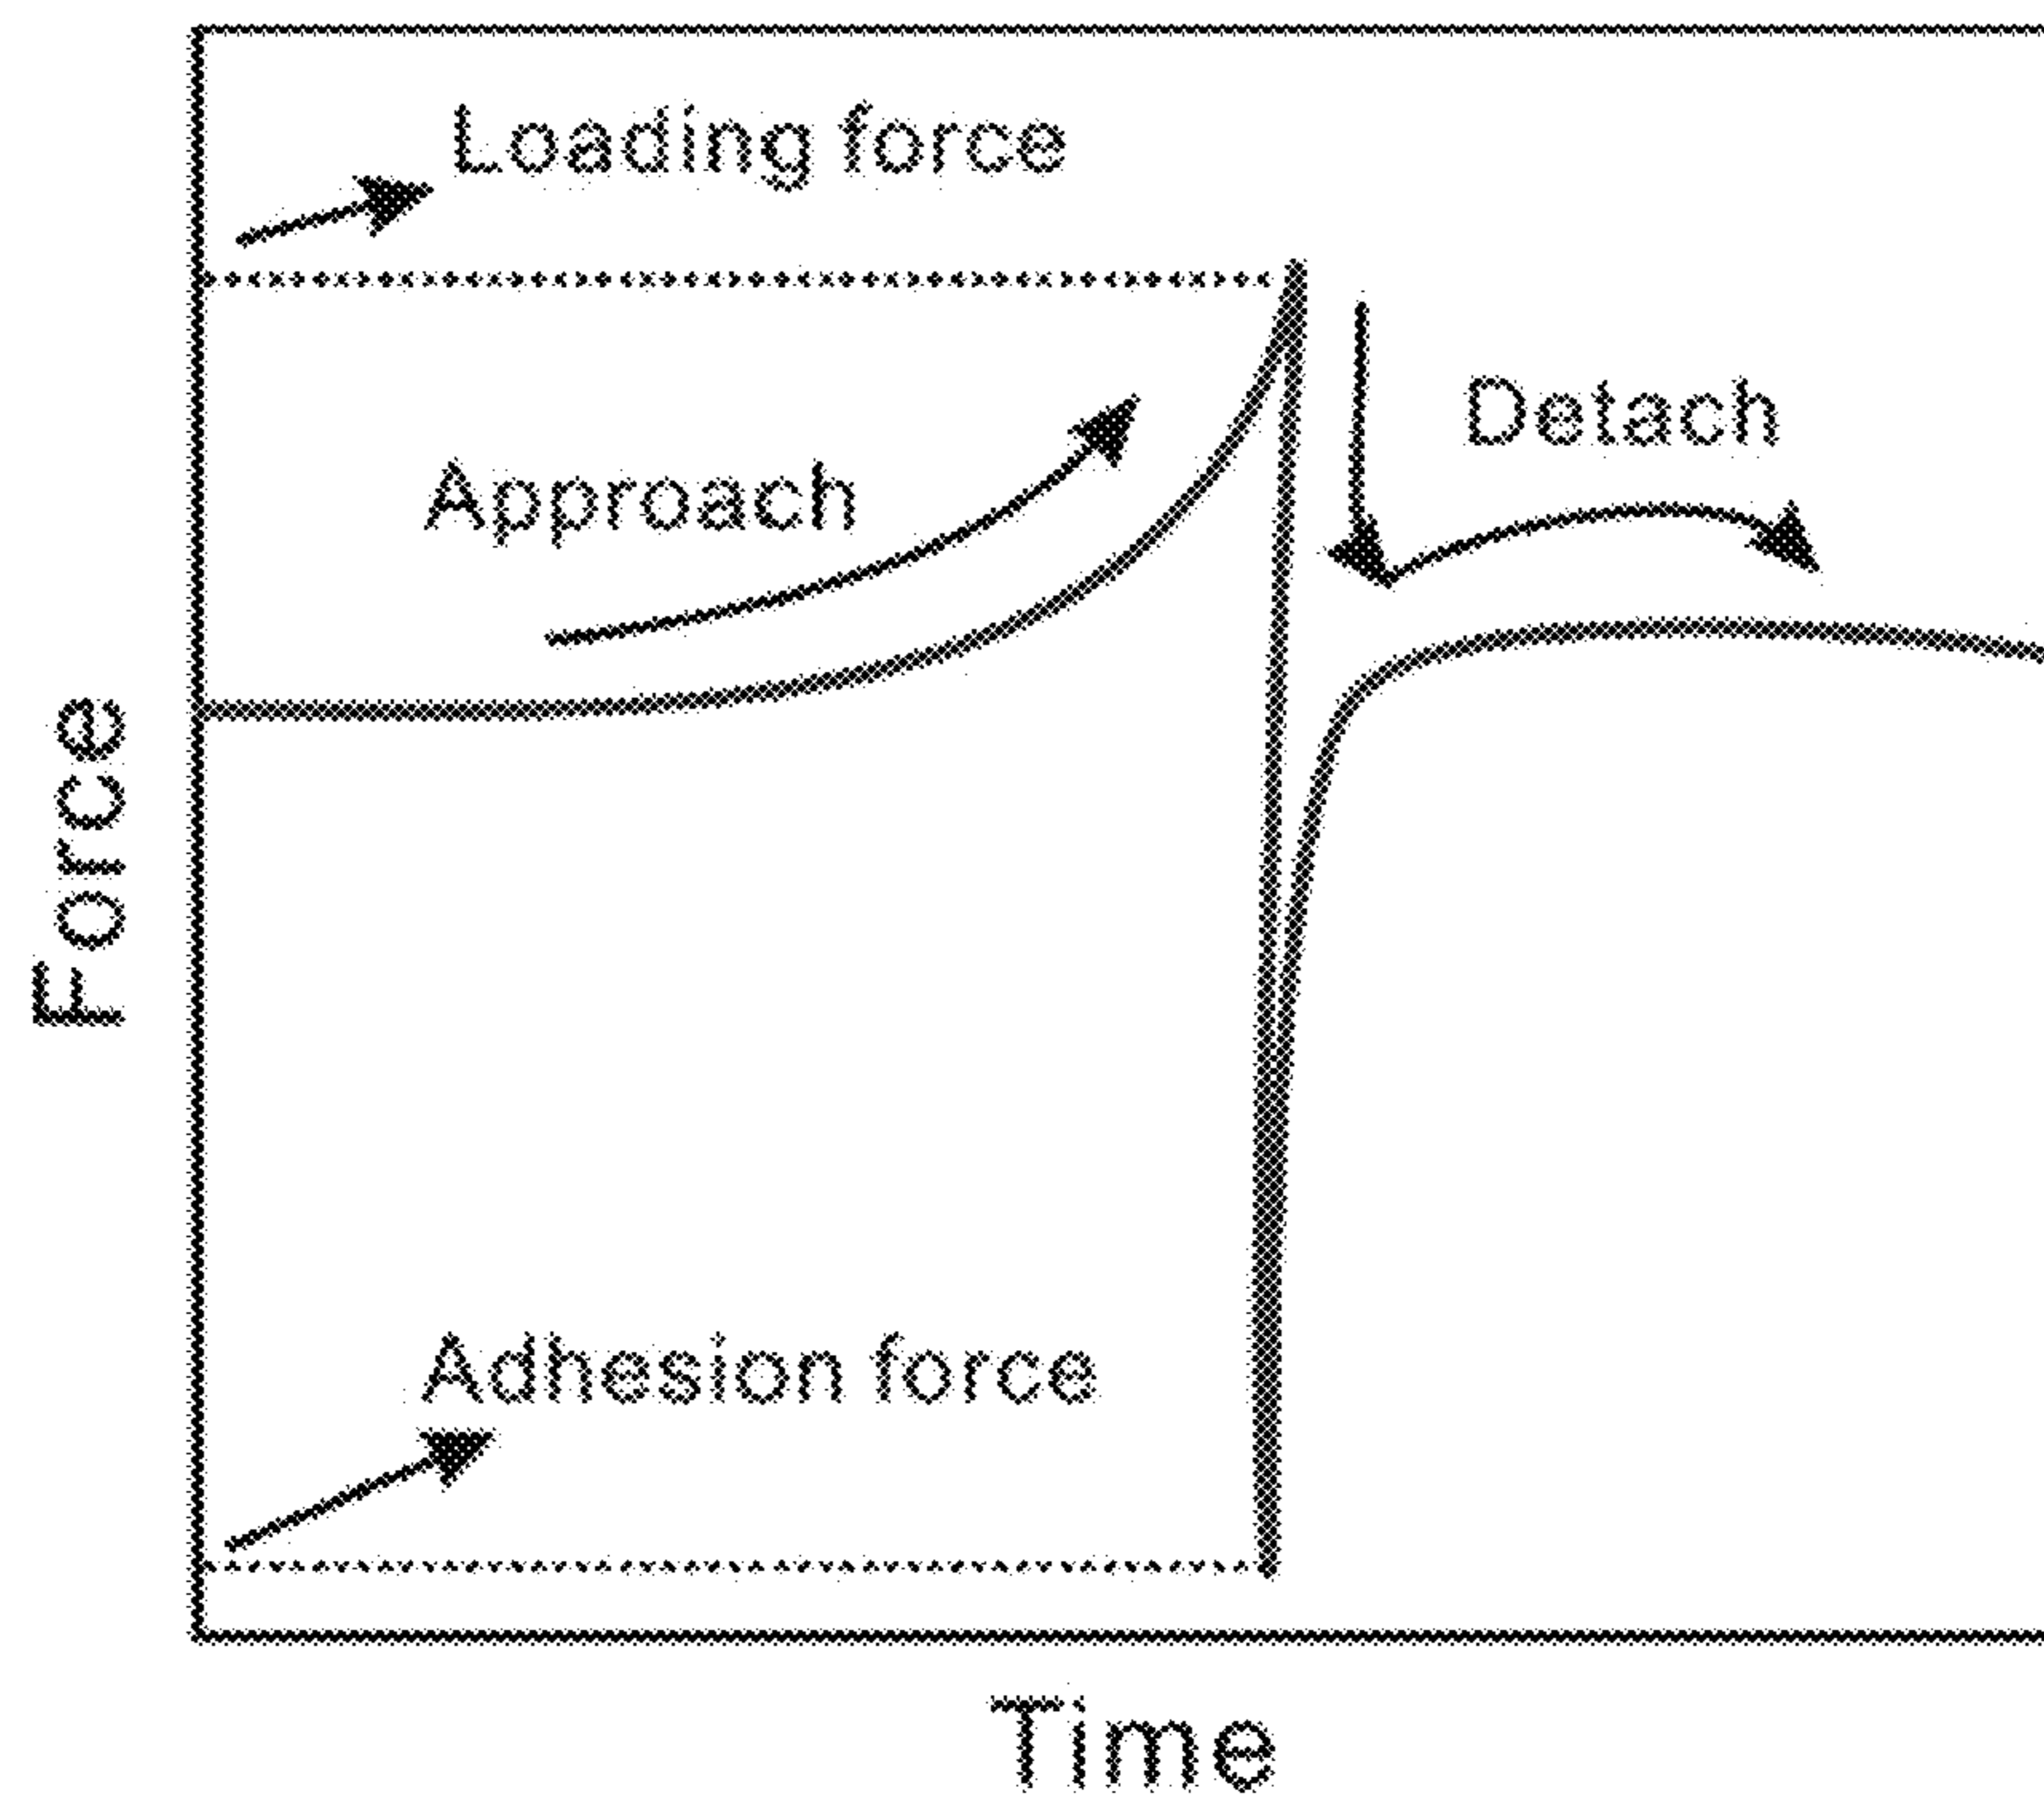 Loading force
Detach
Approach
Force
Adhesion force
Time